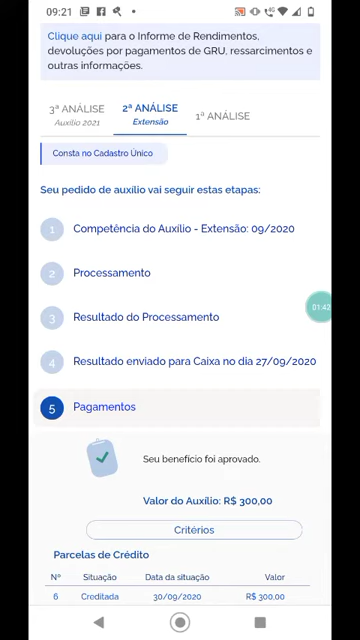 09:21
4G
Clique aqui para o Informe de Rendimentos,
devoluções por pagamentos de GRU, ressarcimentos e
outras informações.
3ª ANÁLISE
Auxílio 2021
2ª ANÁLISE
Extensão
1ª ANÁLISE
Consta no Cadastro Único
Seu pedido de auxílio vai seguir estas etapas:
1 Competência do Auxílio - Extensão: 09/2020
2 Processamento
01:42
3 Resultado do Processamento
4 Resultado enviado para Caixa no dia 27/09/2020
5 Pagamentos
Seu benefício foi aprovado.
Valor do Auxílio: R$ 300,00
Critérios
Parcelas de Crédito
Nº Situação Data da situação Valor
6 Creditada 30/09/2020 R$ 300,00